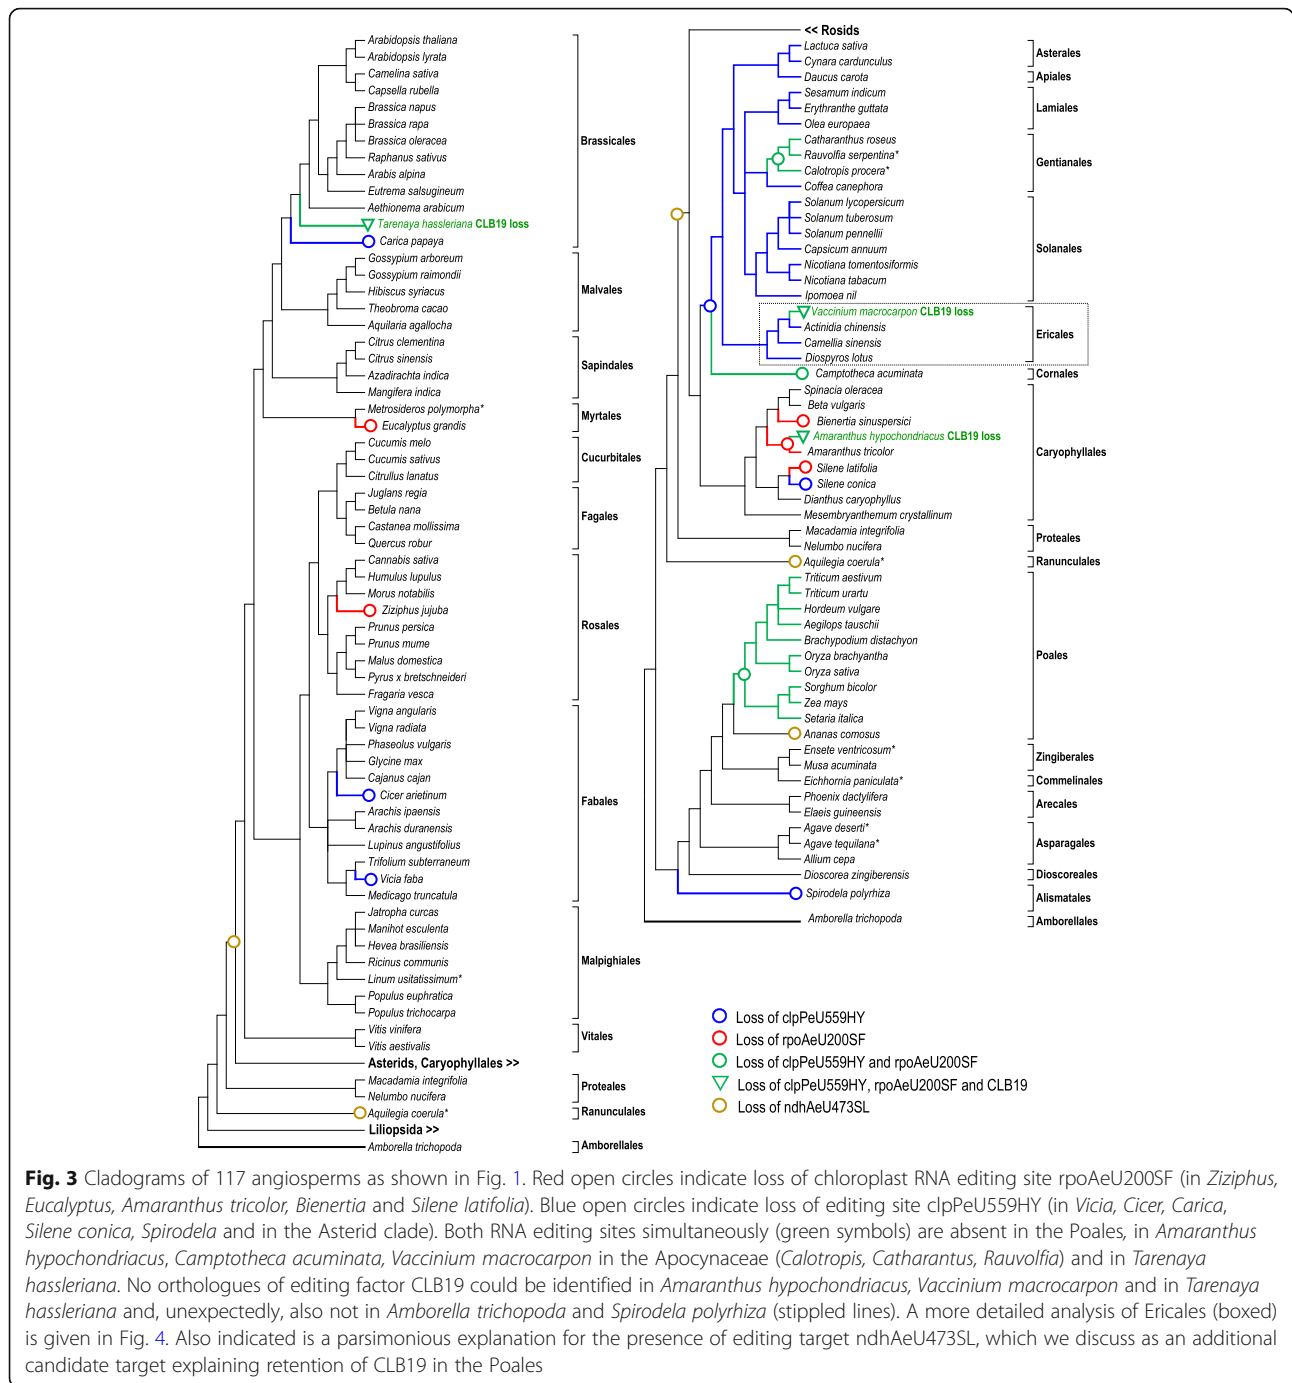 Arabidopsis thaliana
Arabidopsis lyrata
Camelina sativa
Capsella rubella
Brassica napus
Brassica rapa
Brassica oleracea
Raphanus sativus
Arabis alpina
Eutrema salsugineum
Aethionema arabicum
Tarenaya hassleriana CLB19 loss
Carica papaya
Brassicales
Gossypium arboreum
Gossypium raimondii
Hibiscus syriacus
Theobroma cacao
Aquilaria agallocha
Malvales
Citrus clementina
Citrus sinensis
Azadirachta indica
Mangifera indica
Sapindales
Metrosideros polymorpha*
Eucalyptus grandis
Myrtales
Cucumis melo
Cucumis sativus
Citrullus lanatus
Cucurbitales
Juglans regia
Betula nana
Castanea mollissima
Quercus robur
Fagales
Cannabis sativa
Humulus lupulus
Morus notabilis
Ziziphus jujuba
Prunus persica
Prunus mume
Malus domestica
Pyrus x bretschneideri
Fragaria vesca
Rosales
Vigna angularis
Vigna radiata
Phaseolus vulgaris
Glycine max
Cajanus cajan
Cicer arietinum
Arachis ipaensis
Arachis duranensis
Lupinus angustifolius
Trifolium subterraneum
Vicia faba
Medicago truncatula
Fabales
Jatropha curcas
Manihot esculenta
Hevea brasiliensis
Ricinus communis
Linum usitatissimum*
Populus euphratica
Populus trichocarpa
Malpighiales
Vitis vinifera
Vitis aestivalis
Vitales
Asterids, Caryophyllales >>
Macadamia integrifolia
Nelumbo nucifera
Proteales
Aquilegia coerula*
Ranunculales
Liliopsida >>
Amborella trichopoda
Amborellales
<< Rosids
Lactuca sativa
Cynara cardunculus
Asterales
Daucus carota
Apiales
Sesamum indicum
Erythranthe guttata
Olea europaea
Lamiales
Catharanthus roseus
Rauvolfia serpentina*
Calotropis procera*
Coffea canephora
Gentianales
Solanum lycopersicum
Solanum tuberosum
Solanum pennellii
Capsicum annuum
Nicotiana tomentosiformis
Nicotiana tabacum
Ipomoea nil
Solanales
Vaccinium macrocarpon CLB19 loss
Actinidia chinensis
Camellia sinensis
Diospyros lotus
Ericales
Camptotheca acuminata
Cornales
Spinacia oleracea
Beta vulgaris
Bienertia sinuspersici
Amaranthus hypochondriacus CLB19 loss
Amaranthus tricolor
Silene latifolia
Silene conica
Dianthus caryophyllus
Mesembryanthemum crystallinum
Caryophyllales
Macadamia integrifolia
Nelumbo nucifera
Proteales
Aquilegia coerula*
Ranunculales
Triticum aestivum
Triticum urartu
Hordeum vulgare
Aegilops tauschii
Brachypodium distachyon
Oryza brachyantha
Oryza sativa
Sorghum bicolor
Zea mays
Setaria italica
Ananas comosus
Poales
Ensete ventricosum*
Musa acuminata
Zingiberales
Eichhornia paniculata*
Commelinales
Phoenix dactylifera
Elaeis guineensis
Arecales
Agave deserti*
Agave tequilana*
Allium cepa
Asparagales
Dioscorea zingiberensis
Dioscoreales
Spirodela polyrhiza
Alismatales
Amborella trichopoda
Amborellales
Loss of clpPeU559HY
Loss of rpoAeU200SF
Loss of clpPeU559HY and rpoAeU200SF
Loss of clpPeU559HY, rpoAeU200SF and CLB19
Loss of ndhAeU473SL
Fig. 3 Cladograms of 117 angiosperms as shown in Fig. 1. Red open circles indicate loss of chloroplast RNA editing site rpoAeU200SF (in Ziziphus,
Eucalyptus, Amaranthus tricolor, Bienertia and Silene latifolia). Blue open circles indicate loss of editing site clpPeU559HY (in Vicia, Cicer, Carica,
Silene conica, Spirodela and in the Asterid clade). Both RNA editing sites simultaneously (green symbols) are absent in the Poales, in Amaranthus
hypochondriacus, Camptotheca acuminata, Vaccinium macrocarpon in the Apocynaceae (Calotropis, Catharantus, Rauvolfia) and in Tarenaya
hassleriana. No orthologues of editing factor CLB19 could be identified in Amaranthus hypochondriacus, Vaccinium macrocarpon and in Tarenaya
hassleriana and, unexpectedly, also not in Amborella trichopoda and Spirodela polyrhiza (stippled lines). A more detailed analysis of Ericales (boxed)
is given in Fig. 4. Also indicated is a parsimonious explanation for the presence of editing target ndhAeU473SL, which we discuss as an additional
candidate target explaining retention of CLB19 in the Poales